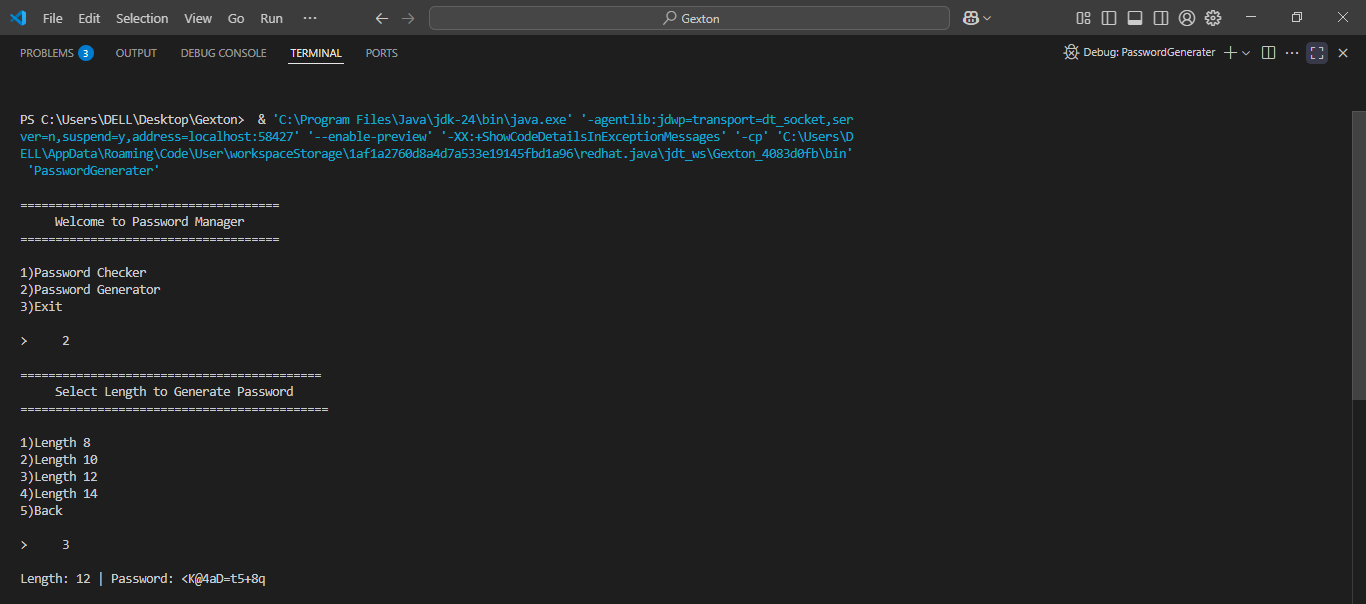 File Edit Selection View Go Run ··· Gexton
PROBLEMS 3 OUTPUT DEBUG CONSOLE TERMINAL PORTS Debug: PasswordGenerater
PS C:\Users\DELL\Desktop\Gexton>  & 'C:\Program Files\Java\jdk-24\bin\java.exe' '-agentlib:jdwp=transport=dt_socket,ser
ver=n,suspend=y,address=localhost:58427' '--enable-preview' '-XX:+ShowCodeDetailsInExceptionMessages' '-cp' 'C:\Users\D
ELL\AppData\Roaming\Code\User\workspaceStorage\1af1a2760d8a4d7a533e19145fbd1a96\redhat.java\jdt_ws\Gexton_4083d0fb\bin'
 'PasswordGenerater'
=====================================
     Welcome to Password Manager
=====================================
1)Password Checker
2)Password Generator
3)Exit
>     2
===========================================
     Select Length to Generate Password
============================================
1)Length 8
2)Length 10
3)Length 12
4)Length 14
5)Back
>     3
Length: 12 | Password: <K@4aD=t5+8q